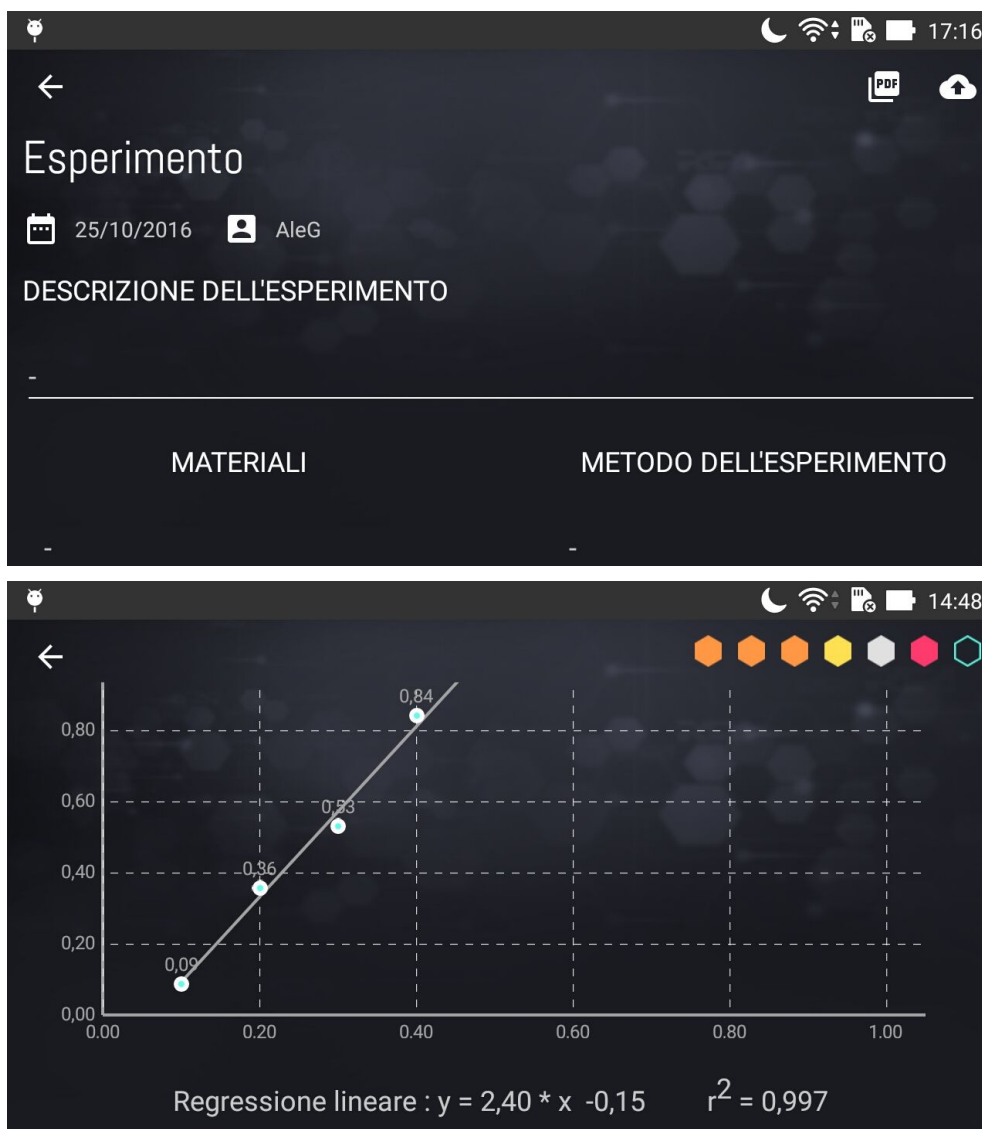 17:16
PDF
Esperimento
25/10/2016 AleG
DESCRIZIONE DELL'ESPERIMENTO
-
MATERIALI METODO DELL'ESPERIMENTO
- -
14:48
0,84
0,80
0,60
0,53
0,40
0,36
0,20
0,09
0,00
0.00 0.20 0.40 0.60 0.80 1.00
Regressione lineare : y = 2,40 * x -0,15 r² = 0,997